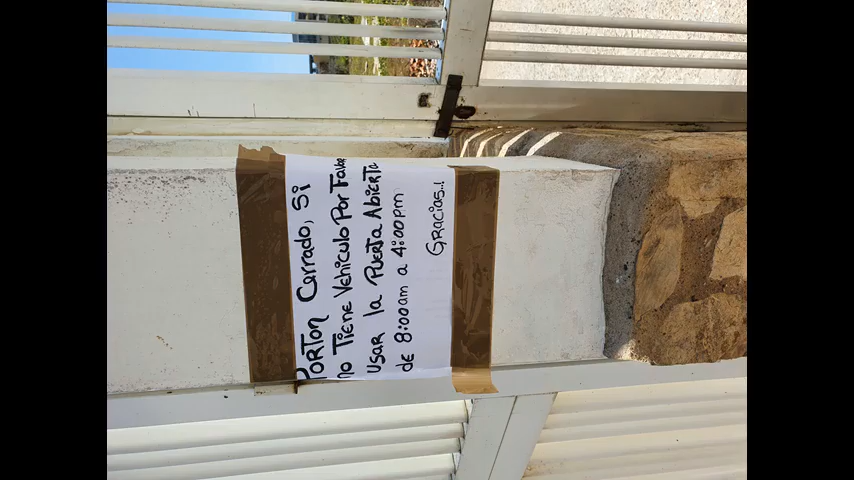 PORTON Cerrado, Si
no Tiene Vehiculo Por Favor
Usar la Puerta Abierta
de 8:00am a 4:00pm
Gracias..!